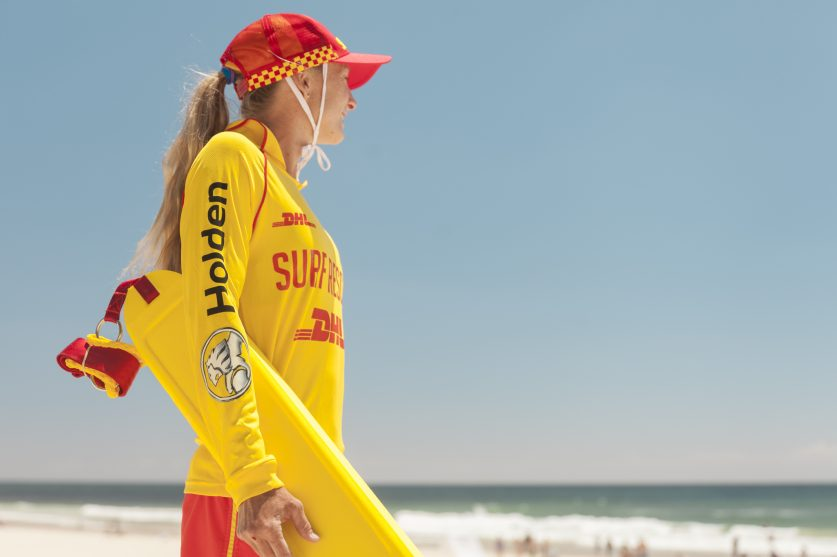 Holden
DHL
SURF RES
DHL